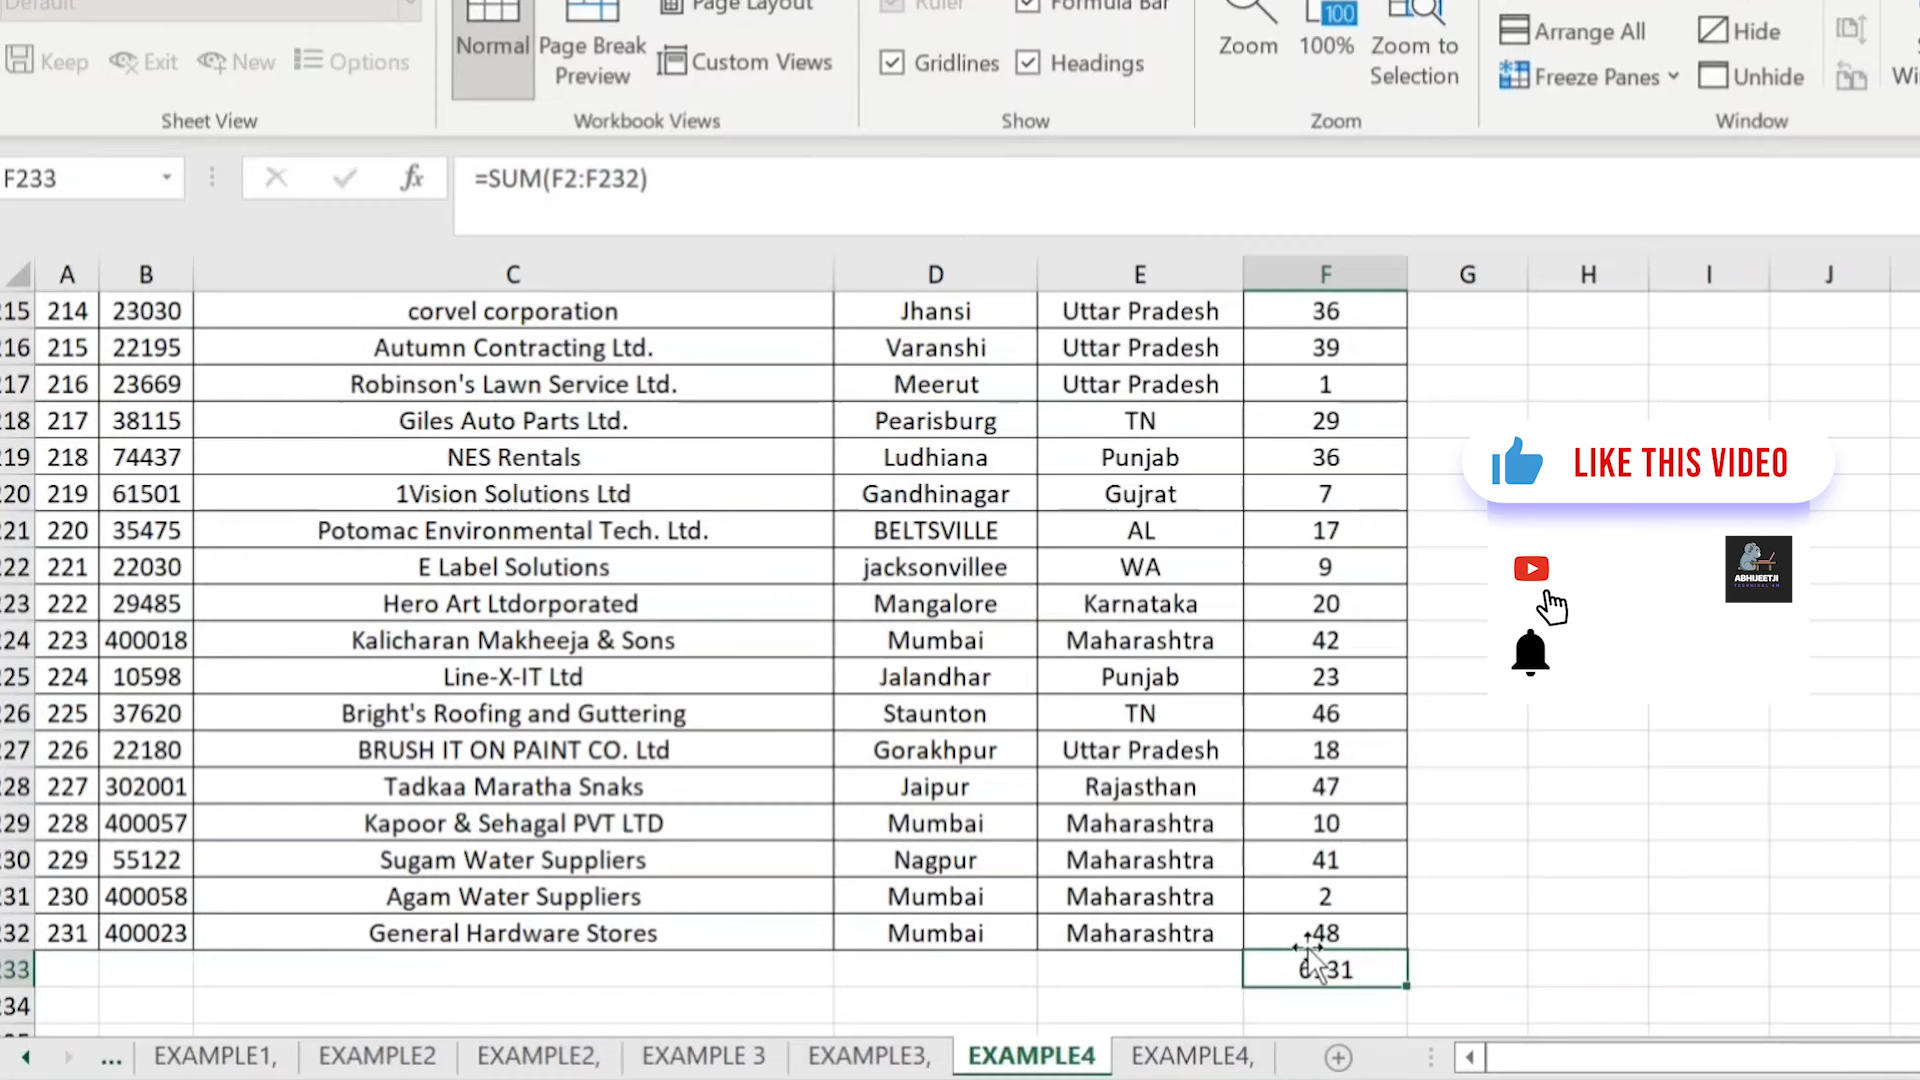 Default
Page Layout
Ruler
Formula Bar
Keep Exit New Options
Normal
Page Break
Preview
Custom Views
Gridlines Headings
Zoom
100
100%
Zoom to
Selection
Arrange All
Freeze Panes
Hide
Unhide
Sheet View Workbook Views Show Zoom Window
F233 fx =SUM(F2:F232)
A B C D E F G H I J
215 214 23030 corvel corporation Jhansi Uttar Pradesh 36
216 215 22195 Autumn Contracting Ltd. Varanshi Uttar Pradesh 39
217 216 23669 Robinson's Lawn Service Ltd. Meerut Uttar Pradesh 1
218 217 38115 Giles Auto Parts Ltd. Pearisburg TN 29
219 218 74437 NES Rentals Ludhiana Punjab 36
220 219 61501 1Vision Solutions Ltd Gandhinagar Gujrat 7
221 220 35475 Potomac Environmental Tech. Ltd. BELTSVILLE AL 17
222 221 22030 E Label Solutions jacksonvillee WA 9
223 222 29485 Hero Art Ltdorporated Mangalore Karnataka 20
224 223 400018 Kalicharan Makheeja & Sons Mumbai Maharashtra 42
225 224 10598 Line-X-IT Ltd Jalandhar Punjab 23
226 225 37620 Bright's Roofing and Guttering Staunton TN 46
227 226 22180 BRUSH IT ON PAINT CO. Ltd Gorakhpur Uttar Pradesh 18
228 227 302001 Tadkaa Maratha Snaks Jaipur Rajasthan 47
229 228 400057 Kapoor & Sehagal PVT LTD Mumbai Maharashtra 10
230 229 55122 Sugam Water Suppliers Nagpur Maharashtra 41
231 230 400058 Agam Water Suppliers Mumbai Maharashtra 2
232 231 400023 General Hardware Stores Mumbai Maharashtra 48
233
234
LIKE THIS VIDEO
ABHIJEETJI
... EXAMPLE1, EXAMPLE2 EXAMPLE2, EXAMPLE 3 EXAMPLE3, EXAMPLE4 EXAMPLE4,